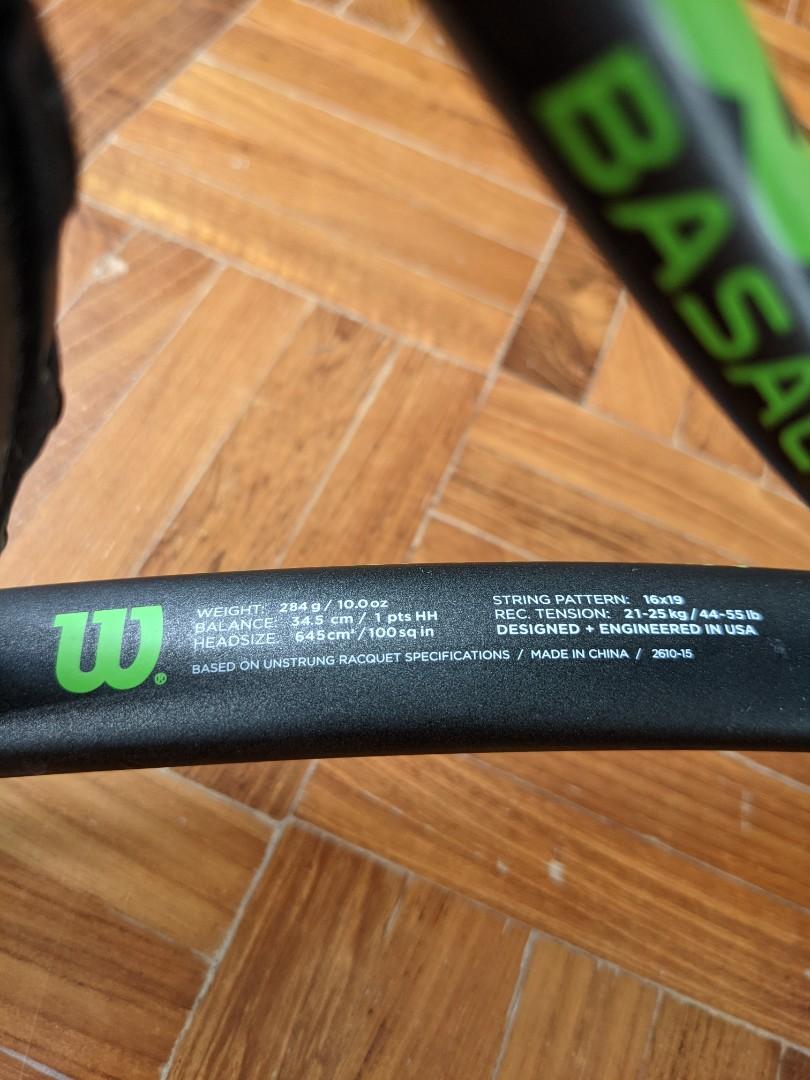 BASAL
W®
WEIGHT: 284 g / 10.0 oz
BALANCE: 34.5 cm / 1 pts HH
HEADSIZE: 645 cm² / 100 sq in
STRING PATTERN: 16x19
REC. TENSION: 21-25 kg / 44-55 lb
DESIGNED + ENGINEERED IN USA
BASED ON UNSTRUNG RACQUET SPECIFICATIONS / MADE IN CHINA / 2610-15